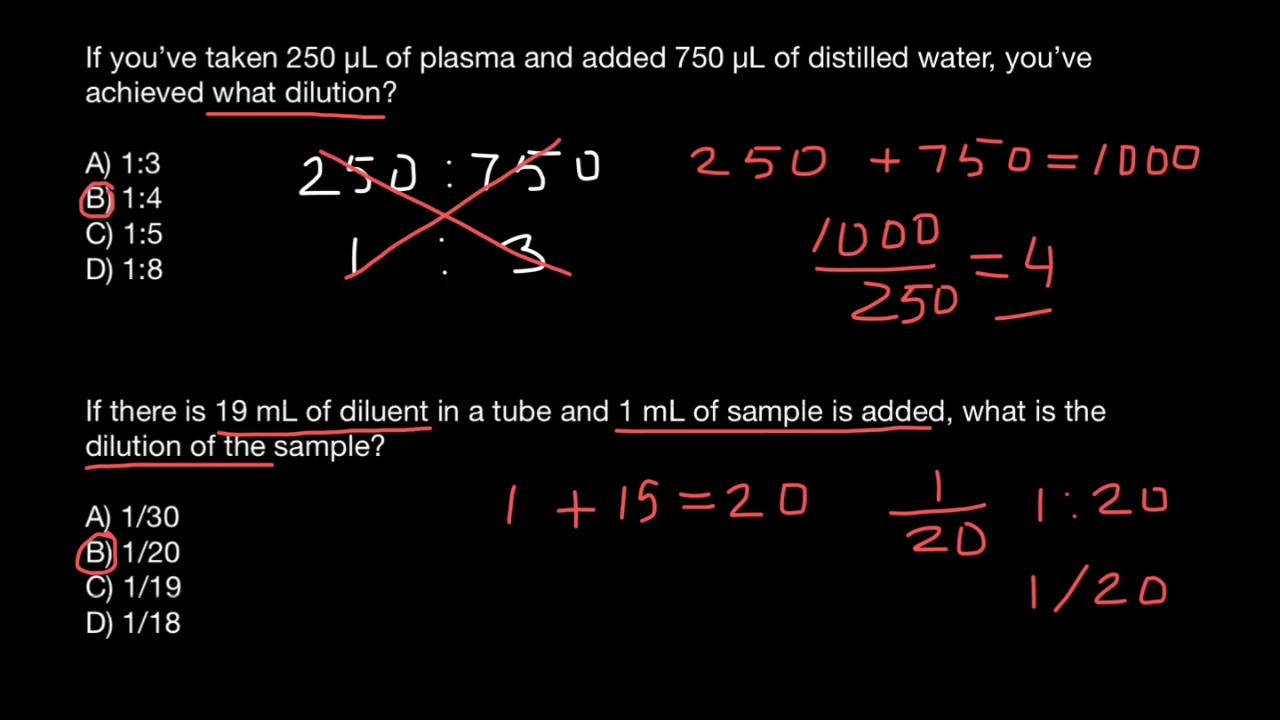 If you’ve taken 250 µL of plasma and added 750 µL of distilled water, you’ve
achieved what dilution?
A) 1:3
B) 1:4
C) 1:5
D) 1:8
250 : 750
1 : 3
250 + 750 = 1000
1000
250
= 4
If there is 19 mL of diluent in a tube and 1 mL of sample is added, what is the
dilution of the sample?
A) 1/30
B) 1/20
C) 1/19
D) 1/18
1 + 19 = 20
1
20
1:20
1/20